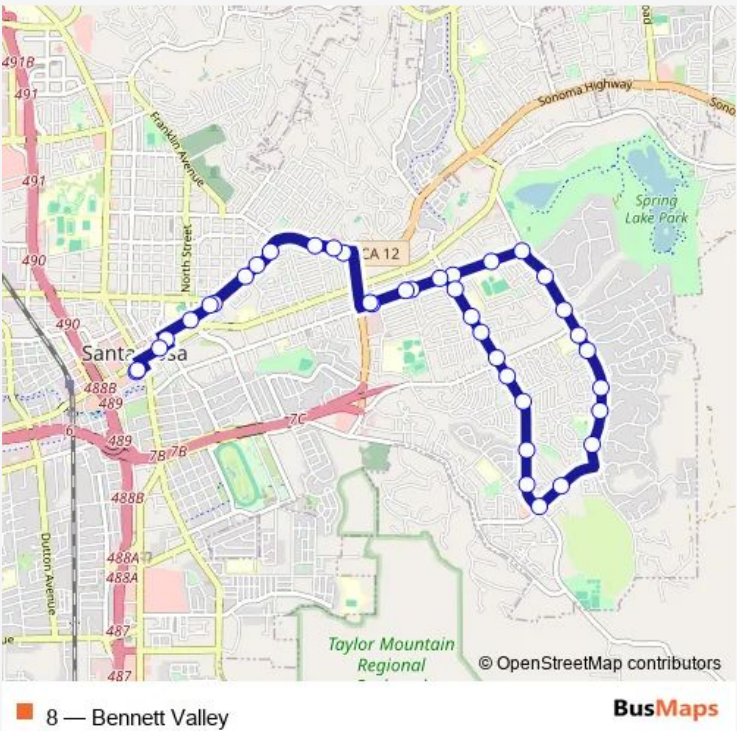 491B
491
Sonoma Highway
Sono
Franklin Avenue
491
Spring
Lake Park
North Street
490
CA 12
490
Santa
sa
488B
489
7C
6
489
7B
7B
488B
488A
488A
Dutton Avenue
487
Taylor Mountain
Regional
487
© OpenStreetMap contributors
8 — Bennett Valley
BusMaps